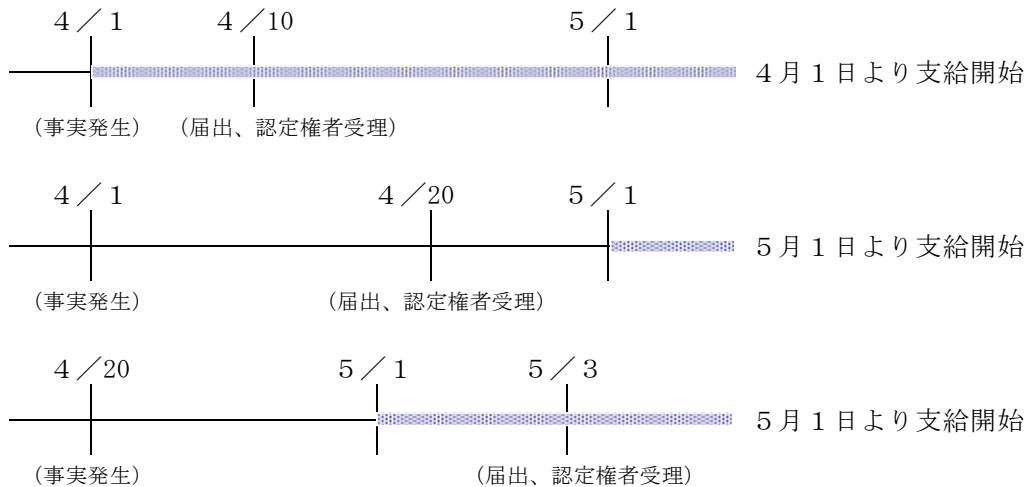 ４／１ ４／10 ５／１
４月１日より支給開始
（事実発生） （届出、認定権者受理）
４／１ ４／20 ５／１
５月１日より支給開始
（事実発生） （届出、認定権者受理）
４／20 ５／１ ５／３
５月１日より支給開始
（事実発生） （届出、認定権者受理）